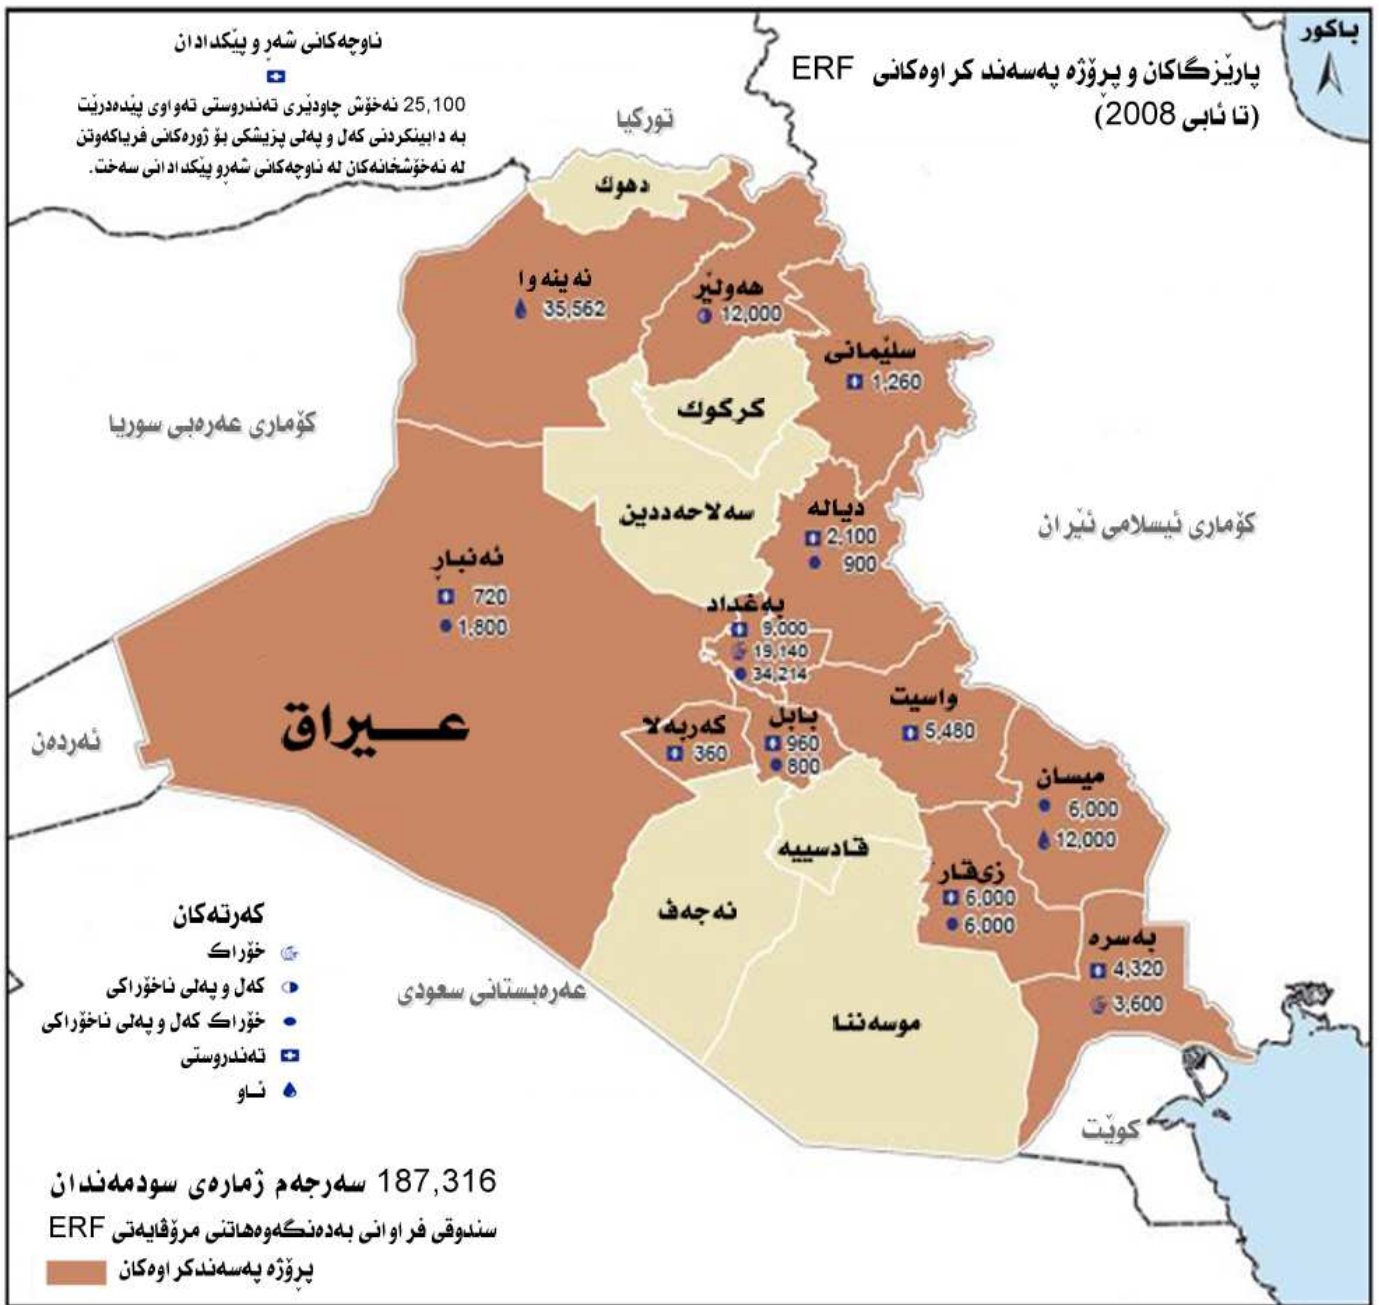 باكور
پارێزگاكان و پرۆژە پەسەند كراوەكانی ERF
(تا ئابی 2008)
ناوچەكانی شەڕ و پێكدادان
25,100 نەخۆش چاودێری تەندروستی تەواوی پێدەدرێت
بە دابینكردنی كەل و پەلی پزیشكی بۆ ژورەكانی فریاكەوتن
لە نەخۆشخانەكان لە ناوچەكانی شەڕو پێكدادانی سەخت.
توركیا
دهوك
نەینەوا
35,562
هەولێر
12,000
سلێمانی
1,260
كۆماری عەرەبی سوریا
كركوك
سەلاحەددین
دیالە
2,100
900
كۆماری ئیسلامی ئێران
ئەنبار
720
1,800
بەغداد
9,000
19,140
34,214
واسیت
5,480
عـــیراق
ئەردەن
كەربەلا
360
بابل
960
800
میسان
6,000
12,000
قادسییە
زیقار
6,000
6,000
نەجەف
بەسرە
4,320
3,600
موسەننا
عەرەبستانی سعودی
كوێت
كەرتەكان
خۆراك
كەل و پەلی ناخۆراكی
خۆراك كەل و پەلی ناخۆراكی
تەندروستی
ئـاو
187,316 سەرجەم ژمارەی سودمەندان
سندوقی فراوانی بەدەنگەوەهاتنی مرۆڤایەتی ERF
پرۆژە پەسەندكراوەكان